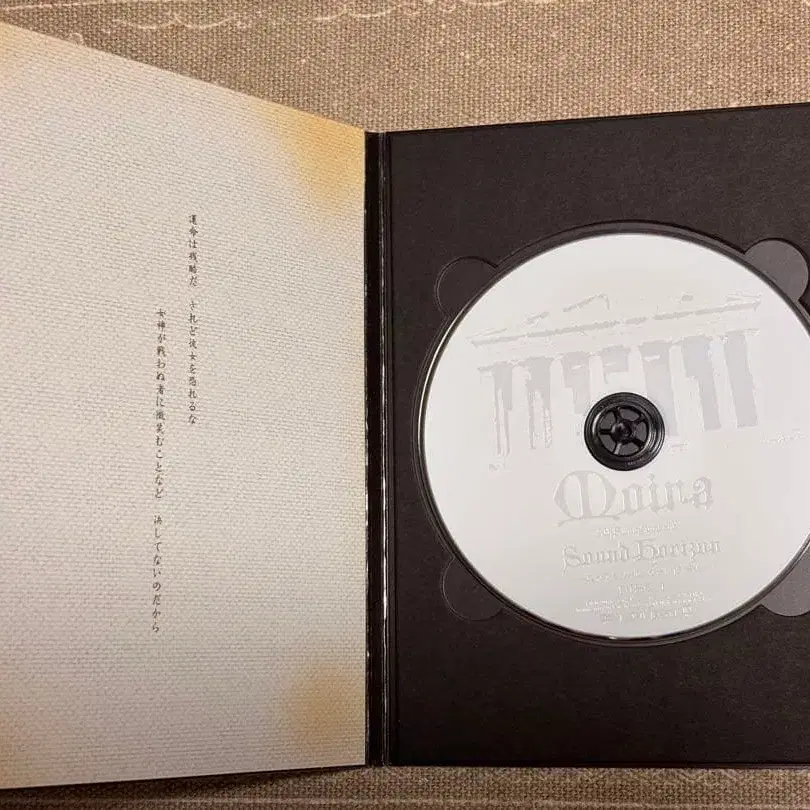 運命は残酷だ　されど彼女を恐れるな
女神が戦わぬ者に微笑むことなど　決してないのだから
Moira
Sound Horizon